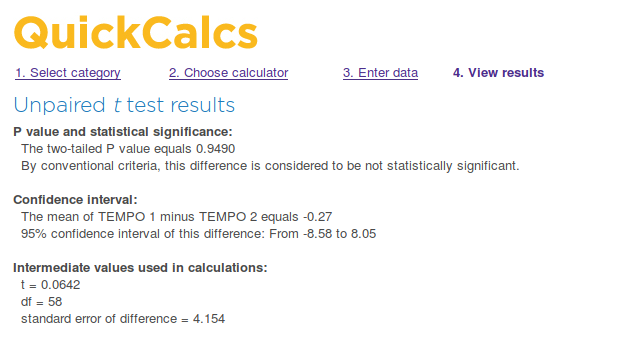 QuickCalcs
1. Select category 2. Choose calculator 3. Enter data 4. View results
Unpaired t test results
P value and statistical significance:
The two-tailed P value equals 0.9490
By conventional criteria, this difference is considered to be not statistically significant.
Confidence interval:
The mean of TEMPO 1 minus TEMPO 2 equals -0.27
95% confidence interval of this difference: From -8.58 to 8.05
Intermediate values used in calculations:
t = 0.0642
df = 58
standard error of difference = 4.154